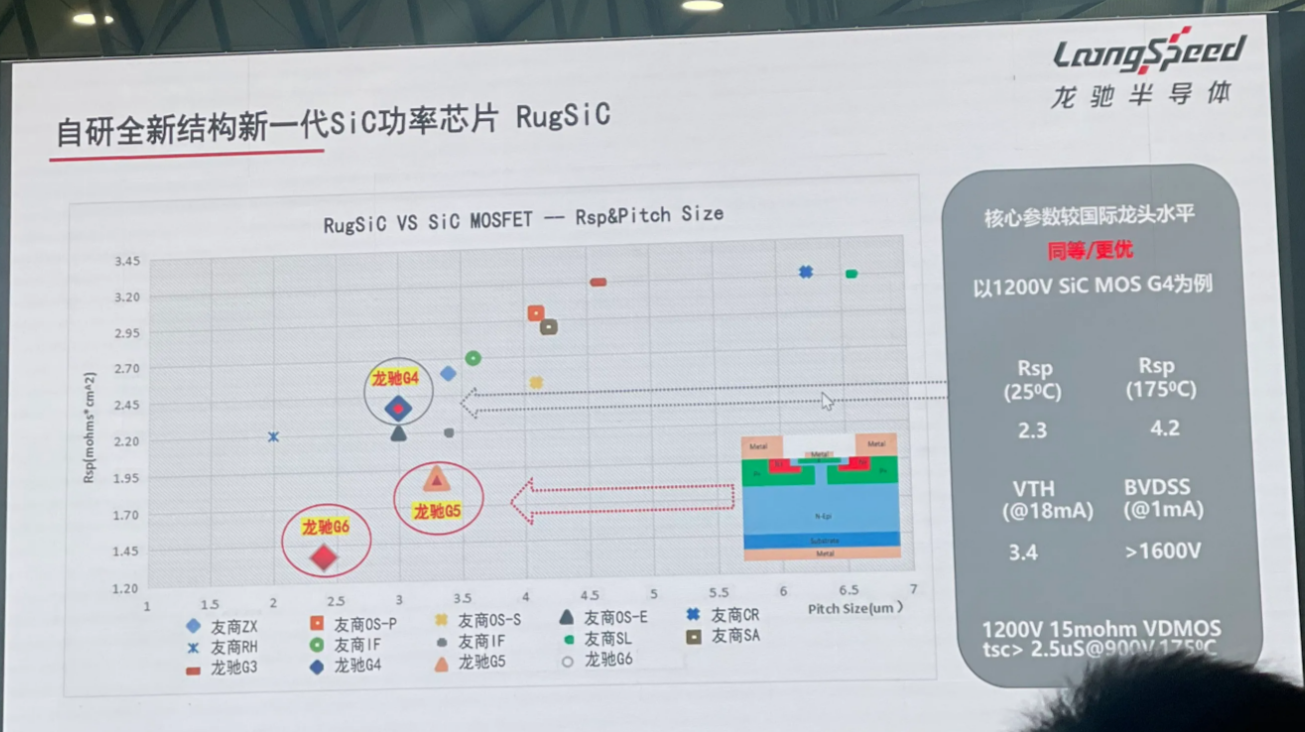 LoongSpeed
龙驰半导体
自研全新结构新一代SiC功率芯片 RugSiC
RugSiC VS SiC MOSFET —— Rsp&Pitch Size
Rsp(mohms*cm^2)
3.45
3.20
2.95
2.70
2.45
2.20
1.95
1.70
1.45
1.20
龙驰G4
龙驰G5
龙驰G6
Metal
Metal
Metal
N-Epi
Substrate
Metal
1 1.5 2 2.5 3 3.5 4 4.5 5 5.5 6 6.5 7
Pitch Size(um)
友商ZX 友商OS-P 友商OS-S 友商OS-E 友商CR
友商RH 友商IF 友商IF 友商SL 友商SA
龙驰G3 龙驰G4 龙驰G5 龙驰G6
核心参数较国际龙头水平
同等/更优
以1200V SiC MOS G4为例
Rsp Rsp
(25⁰C) (175⁰C)
2.3 4.2
VTH BVDSS
(@18mA) (@1mA)
3.4 >1600V
1200V 15mohm VDMOS
tsc> 2.5uS@900V 175⁰C